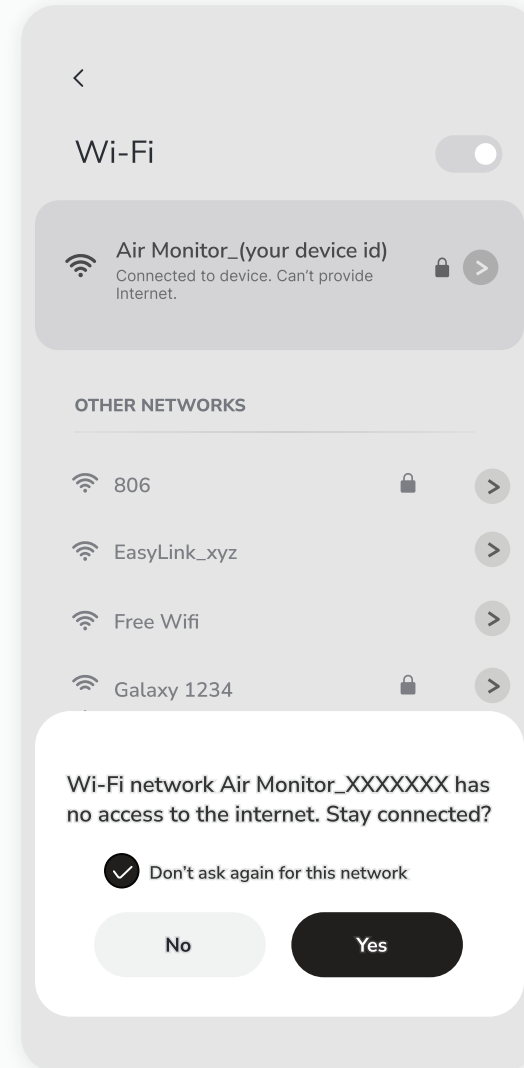 Wi-Fi
Air Monitor_(your device id)
Connected to device. Can't provide
Internet.
OTHER NETWORKS
806
EasyLink_xyz
Free Wifi
Galaxy 1234
Wi-Fi network Air Monitor_XXXXXXX has
no access to the internet. Stay connected?
Don't ask again for this network
No
Yes